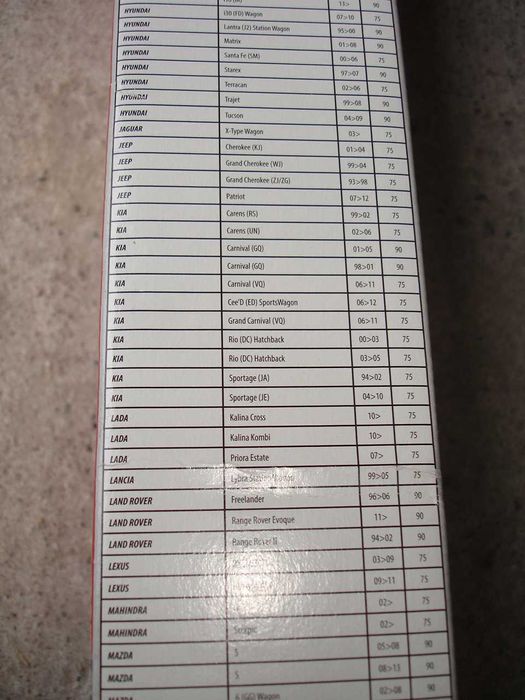 11> 90
HYUNDAI i30 (FD) Wagon 07>10 75
HYUNDAI Lantra (J2) Station Wagon 95>00 90
HYUNDAI Matrix 01>08 90
HYUNDAI Santa Fe (SM) 00>06 75
HYUNDAI Starex 97>07 90
HYUNDAI Terracan 02>06 75
HYUNDAI Trajet 99>08 90
HYUNDAI Tucson 04>09 90
JAGUAR X-Type Wagon 03> 75
JEEP Cherokee (KJ) 01>04 75
JEEP Grand Cherokee (WJ) 99>04 75
JEEP Grand Cherokee (ZJ/ZG) 93>98 75
JEEP Patriot 07>12 75
KIA Carens (RS) 99>02 75
KIA Carens (UN) 02>06 75
KIA Carnival (GQ) 01>05 90
KIA Carnival (GQ) 98>01 90
KIA Carnival (VQ) 06>11 75
KIA Cee'D (ED) SportsWagon 06>12 75
KIA Grand Carnival (VQ) 06>11 75
KIA Rio (DC) Hatchback 00>03 75
KIA Rio (DC) Hatchback 03>05 75
KIA Sportage (JA) 94>02 75
KIA Sportage (JE) 04>10 75
LADA Kalina Cross 10> 75
LADA Kalina Kombi 10> 75
LADA Priora Estate 07> 75
LANCIA Lybra 99>05 75
LAND ROVER Freelander 96>06 90
LAND ROVER Range Rover Evoque 11> 90
LAND ROVER Range Rover II 94>02 90
LEXUS 03>09 75
LEXUS 09>11 75
MAHINDRA 02> 75
MAHINDRA 02> 75
MAZDA 5 05>08 90
MAZDA 5 08>13 90
MAZDA 6 (GG) Wagon 02>08 90